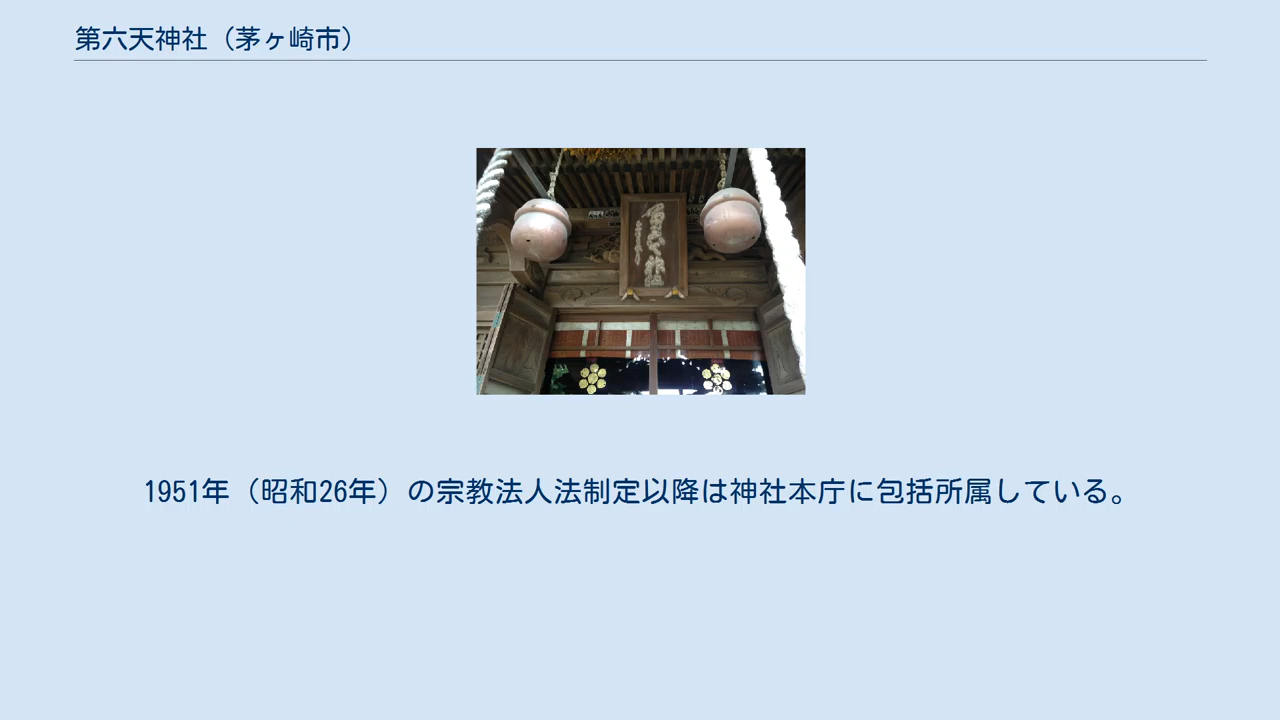 第六天神社（茅ヶ崎市）
1951年（昭和26年）の宗教法人法制定以降は神社本庁に包括所属している。